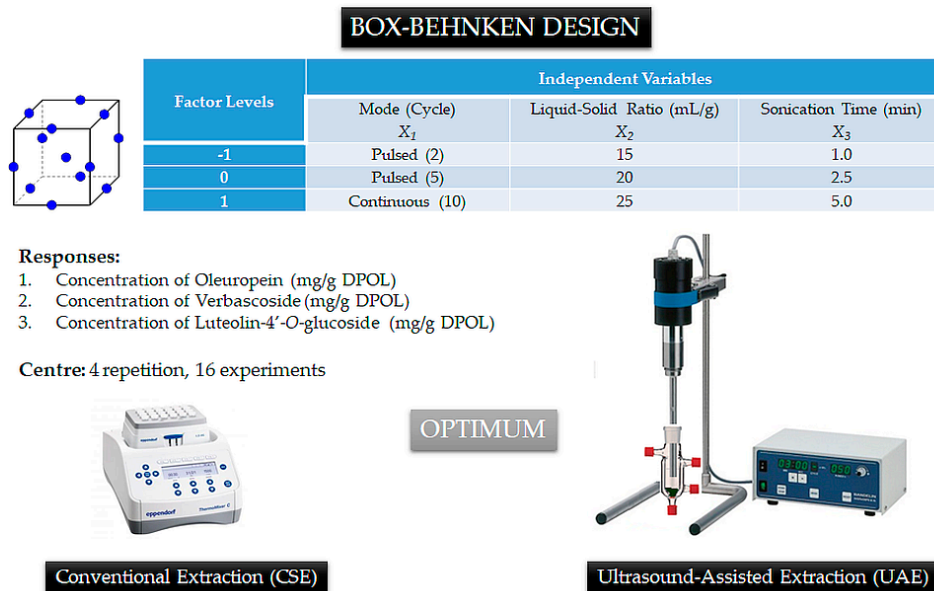 BOX-BEHNKEN DESIGN
Factor Levels
Independent Variables
Mode (Cycle) Liquid-Solid Ratio (mL/g) Sonication Time (min)
X1 X2 X3
-1 Pulsed (2) 15 1.0
0 Pulsed (5) 20 2.5
1 Continuous (10) 25 5.0
Responses:
1. Concentration of Oleuropein (mg/g DPOL)
2. Concentration of Verbascoside (mg/g DPOL)
3. Concentration of Luteolin-4’-O-glucoside (mg/g DPOL)
Centre: 4 repetition, 16 experiments
OPTIMUM
eppendorf
ThermoMixer C
03:00 050
BANDELIN
Conventional Extraction (CSE)
Ultrasound-Assisted Extraction (UAE)